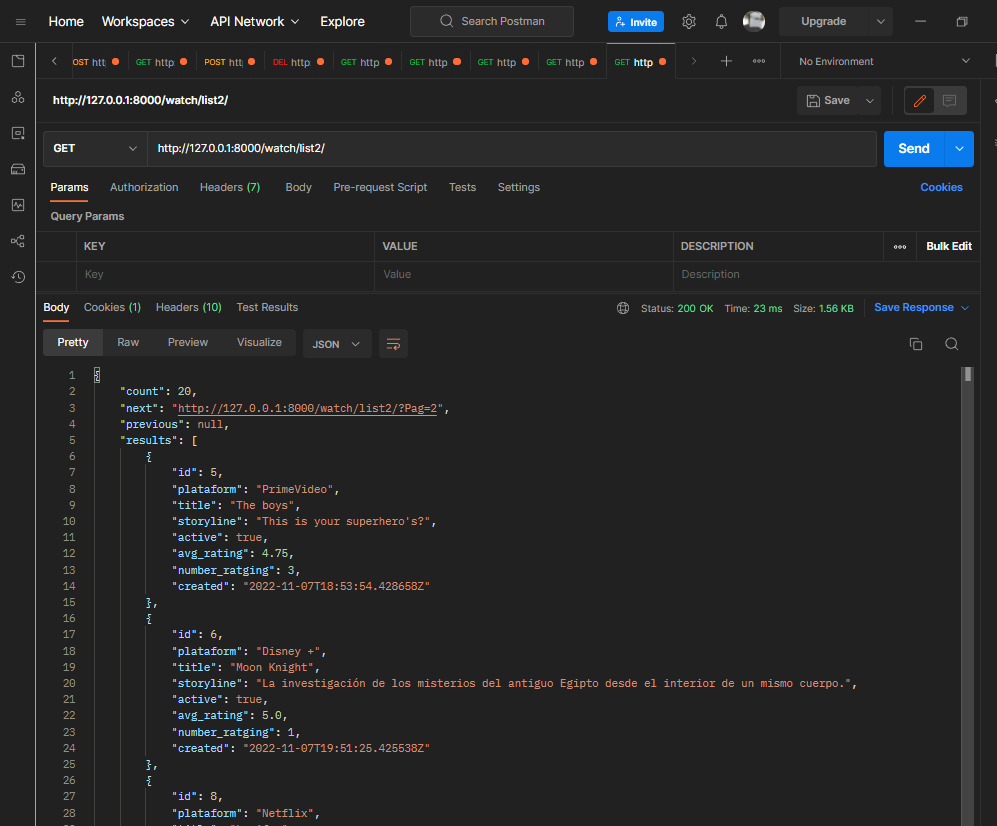 Home Workspaces API Network Explore Search Postman Invite Upgrade
OST htt GET http: POST htt DEL http: GET http GET http GET http GET http GET http No Environment
http://127.0.0.1:8000/watch/list2/ Save
GET http://127.0.0.1:8000/watch/list2/ Send
Params Authorization Headers (7) Body Pre-request Script Tests Settings Cookies
Query Params
KEY VALUE DESCRIPTION Bulk Edit
Key Value Description
Body Cookies (1) Headers (10) Test Results Status: 200 OK Time: 23 ms Size: 1.56 KB Save Response
Pretty Raw Preview Visualize JSON
1 {
2 "count": 20,
3 "next": "http://127.0.0.1:8000/watch/list2/?Pag=2",
4 "previous": null,
5 "results": [
6 {
7 "id": 5,
8 "plataform": "PrimeVideo",
9 "title": "The boys",
10 "storyline": "This is your superhero's?",
11 "active": true,
12 "avg_rating": 4.75,
13 "number_ratging": 3,
14 "created": "2022-11-07T18:53:54.428658Z"
15 },
16 {
17 "id": 6,
18 "plataform": "Disney +",
19 "title": "Moon Knight",
20 "storyline": "La investigación de los misterios del antiguo Egipto desde el interior de un mismo cuerpo.",
21 "active": true,
22 "avg_rating": 5.0,
23 "number_ratging": 1,
24 "created": "2022-11-07T19:51:25.425538Z"
25 },
26 {
27 "id": 8,
28 "plataform": "Netflix",